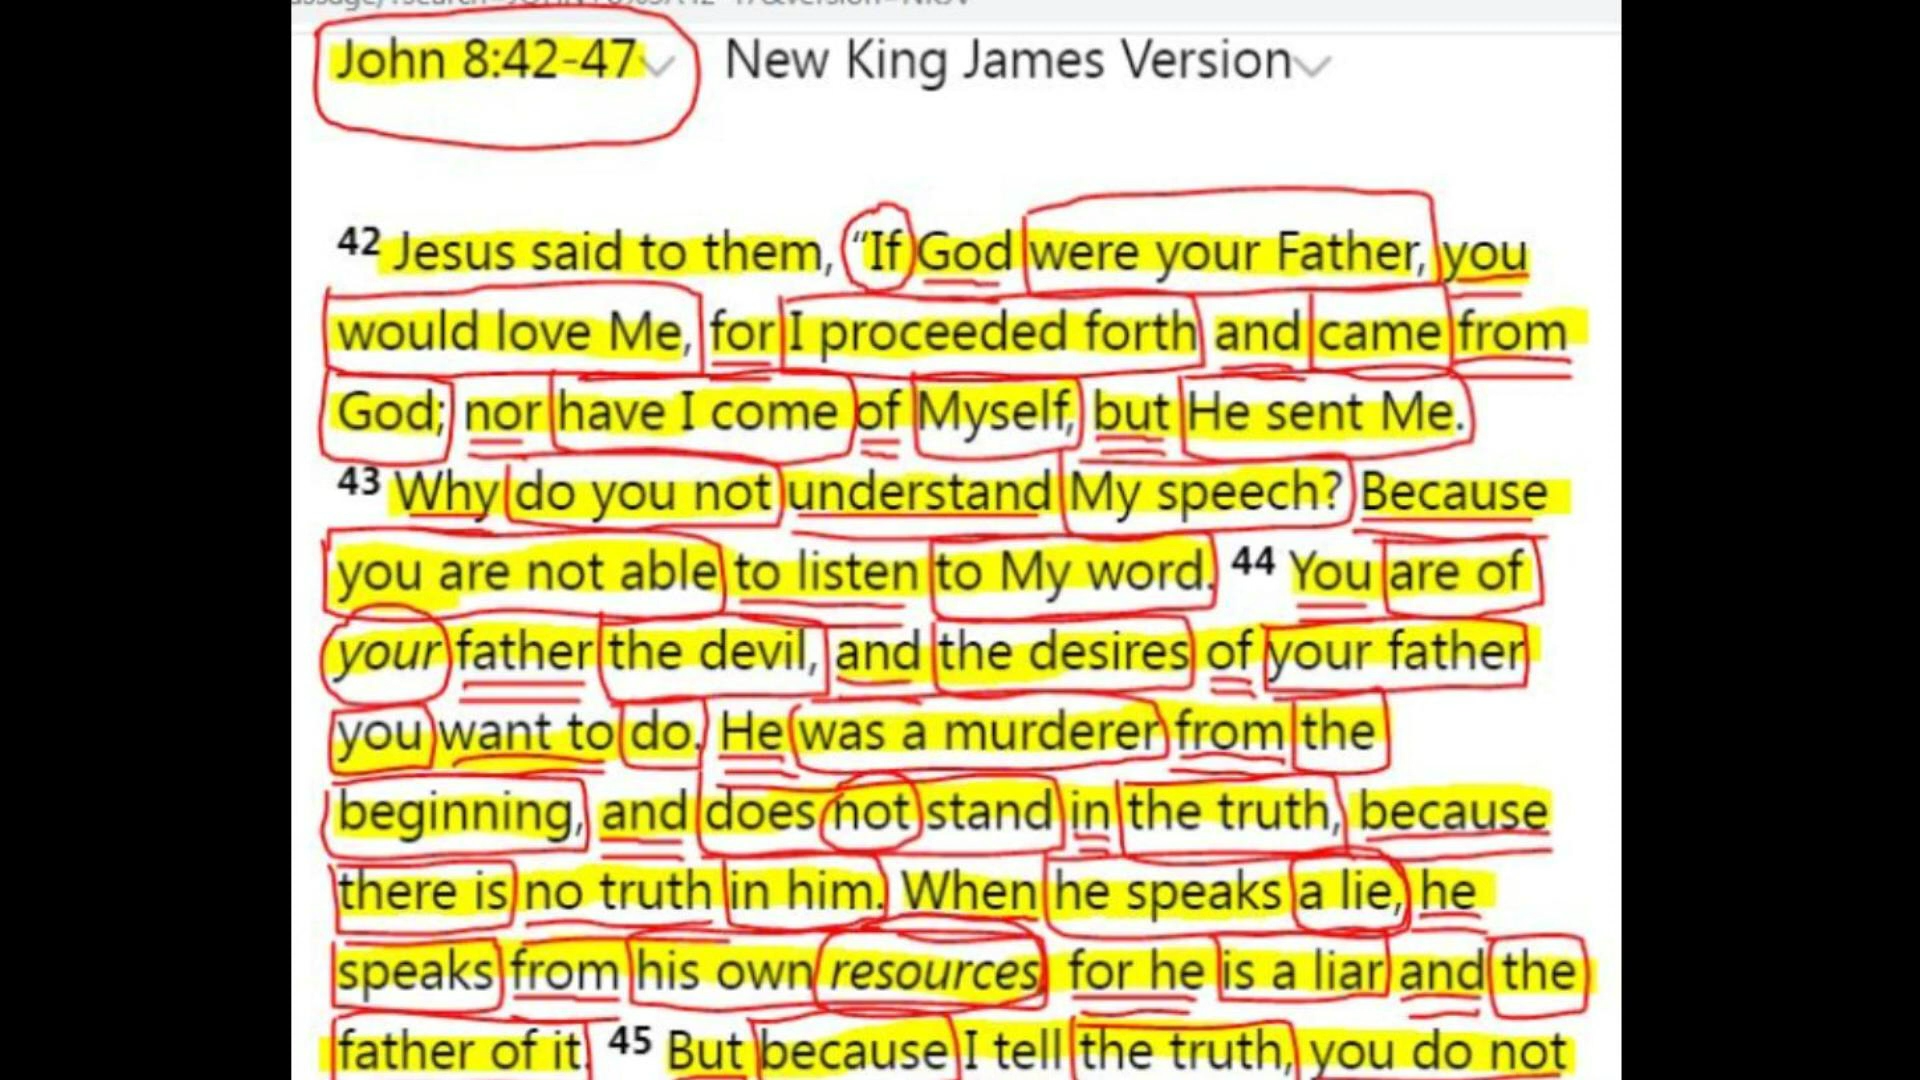 John 8:42-47 New King James Version
42 Jesus said to them, “If God were your Father, you
would love Me, for I proceeded forth and came from
God; nor have I come of Myself, but He sent Me.
43 Why do you not understand My speech? Because
you are not able to listen to My word. 44 You are of
your father the devil, and the desires of your father
you want to do. He was a murderer from the
beginning, and does not stand in the truth, because
there is no truth in him. When he speaks a lie, he
speaks from his own resources, for he is a liar and the
father of it. 45 But because I tell the truth, you do not